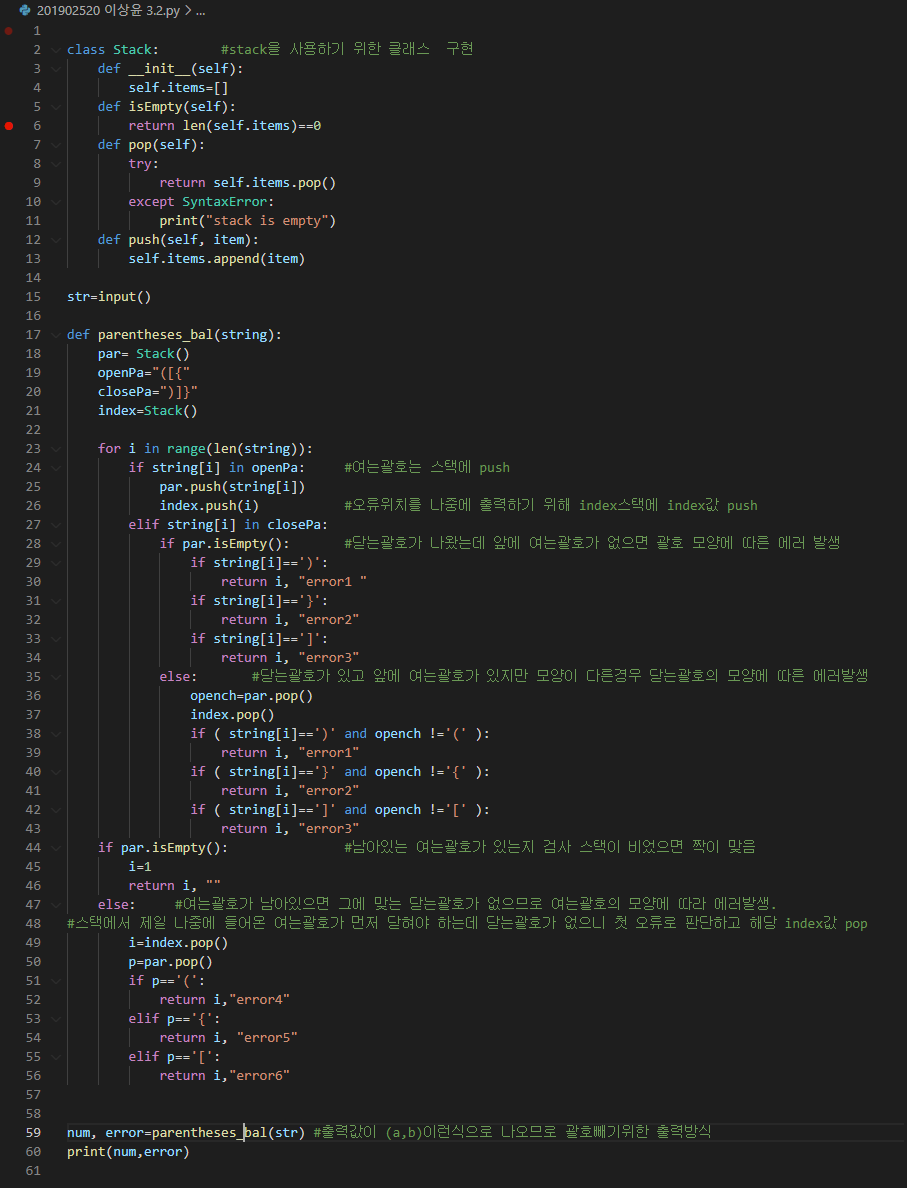 201902520 이상윤 3.2.py > ...
1
2 class Stack:        #stack을 사용하기 위한 클래스  구현
3     def __init__(self):
4         self.items=[]
5     def isEmpty(self):
6         return len(self.items)==0
7     def pop(self):
8         try:
9             return self.items.pop()
10         except SyntaxError:
11             print("stack is empty")
12     def push(self, item):
13         self.items.append(item)
14
15 str=input()
16
17 def parentheses_bal(string):
18     par= Stack()
19     openPa="([{"
20     closePa=")]}"
21     index=Stack()
22
23     for i in range(len(string)):
24         if string[i] in openPa:     #여는괄호는 스택에 push
25             par.push(string[i])
26             index.push(i)           #오류위치를 나중에 출력하기 위해 index스택에 index값 push
27         elif string[i] in closePa:
28             if par.isEmpty():       #닫는괄호가 나왔는데 앞에 여는괄호가 없으면 괄호 모양에 따른 에러 발생
29                 if string[i]==')':
30                     return i, "error1 "
31                 if string[i]=='}':
32                     return i, "error2"
33                 if string[i]==']':
34                     return i, "error3"
35             else:       #닫는괄호가 있고 앞에 여는괄호가 있지만 모양이 다른경우 닫는괄호의 모양에 따른 에러발생
36                 opench=par.pop()
37                 index.pop()
38                 if ( string[i]==')' and opench !='(' ):
39                     return i, "error1"
40                 if ( string[i]=='}' and opench !='{' ):
41                     return i, "error2"
42                 if ( string[i]==']' and opench !='[' ):
43                     return i, "error3"
44     if par.isEmpty():               #남아있는 여는괄호가 있는지 검사 스택이 비었으면 짝이 맞음
45         i=1
46         return i, ""
47     else:     #여는괄호가 남아있으면 그에 맞는 닫는괄호가 없으므로 여는괄호의 모양에 따라 에러발생.
48 #스택에서 제일 나중에 들어온 여는괄호가 먼저 닫혀야 하는데 닫는괄호가 없으니 첫 오류로 판단하고 해당 index값 pop
49         i=index.pop()
50         p=par.pop()
51         if p=='(':
52             return i,"error4"
53         elif p=='{':
54             return i, "error5"
55         elif p=='[':
56             return i,"error6"
57
58
59 num, error=parentheses_bal(str) #출력값이 (a,b)이런식으로 나오므로 괄호빼기위한 출력방식
60 print(num,error)
61